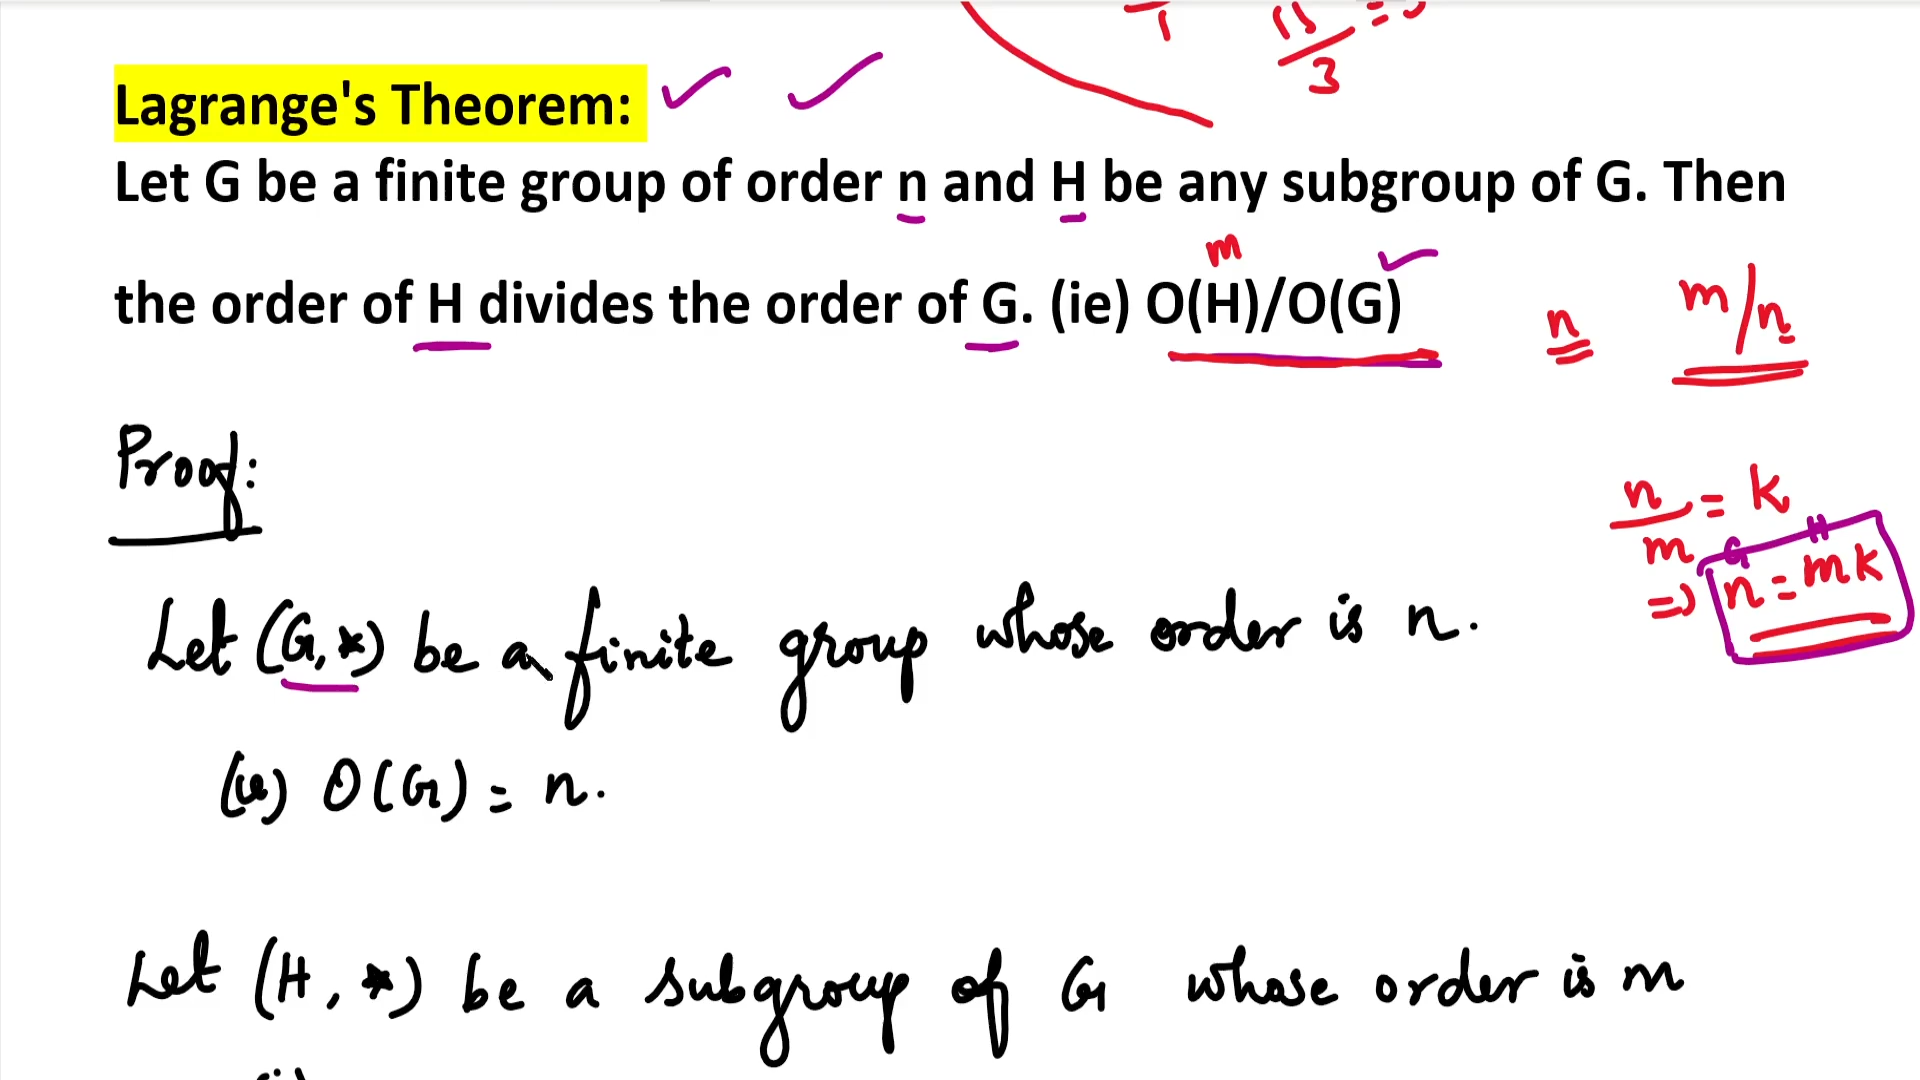 15/3 =
Lagrange's Theorem:
Let G be a finite group of order n and H be any subgroup of G. Then
m
the order of H divides the order of G. (ie) O(H)/O(G)
n m/n
Proof:
n/m = k
G H
=> n = mk
Let (G, *) be a finite group whose order is n.
(ie) O(G) = n.
Let (H, *) be a subgroup of G whose order is m